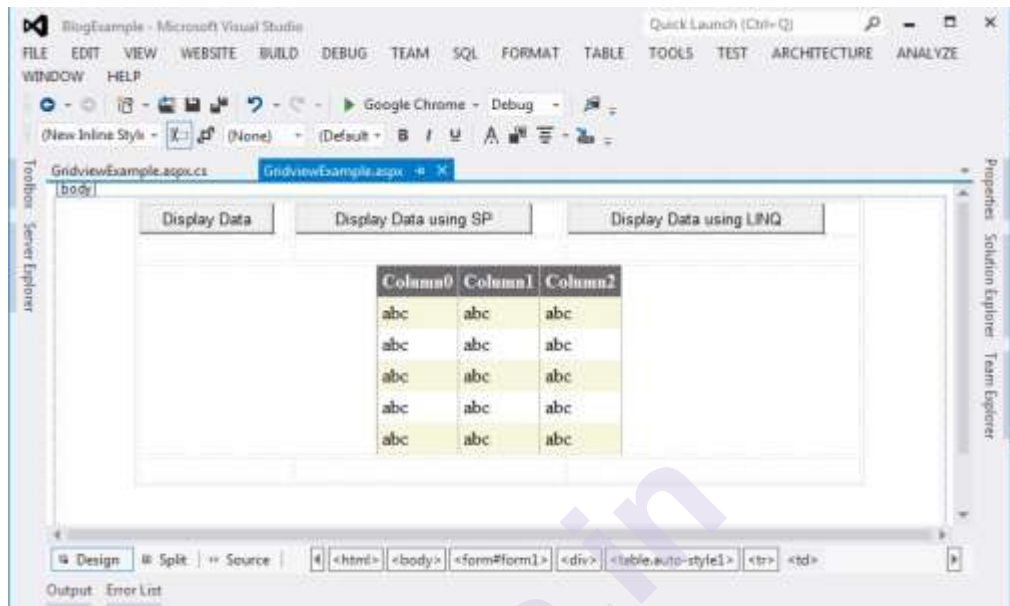 BlogExample - Microsoft Visual Studio
Quick Launch (Ctrl+Q)
FILE EDIT VIEW WEBSITE BUILD DEBUG TEAM SQL FORMAT TABLE TOOLS TEST ARCHITECTURE ANALYZE
WINDOW HELP
Google Chrome Debug
(New Inline Style (None) (Default B I U A
GridviewExample.aspx.cs GridviewExample.aspx
body
Display Data Display Data using SP Display Data using LINQ
Column0 Column1 Column2
abc abc abc
abc abc abc
abc abc abc
abc abc abc
abc abc abc
Toolbox Server Explorer
Properties Solution Explorer Team Explorer
Design Split Source <html> <body> <form#form1> <div> <table.auto-style1> <tr> <td>
Output Error List
in